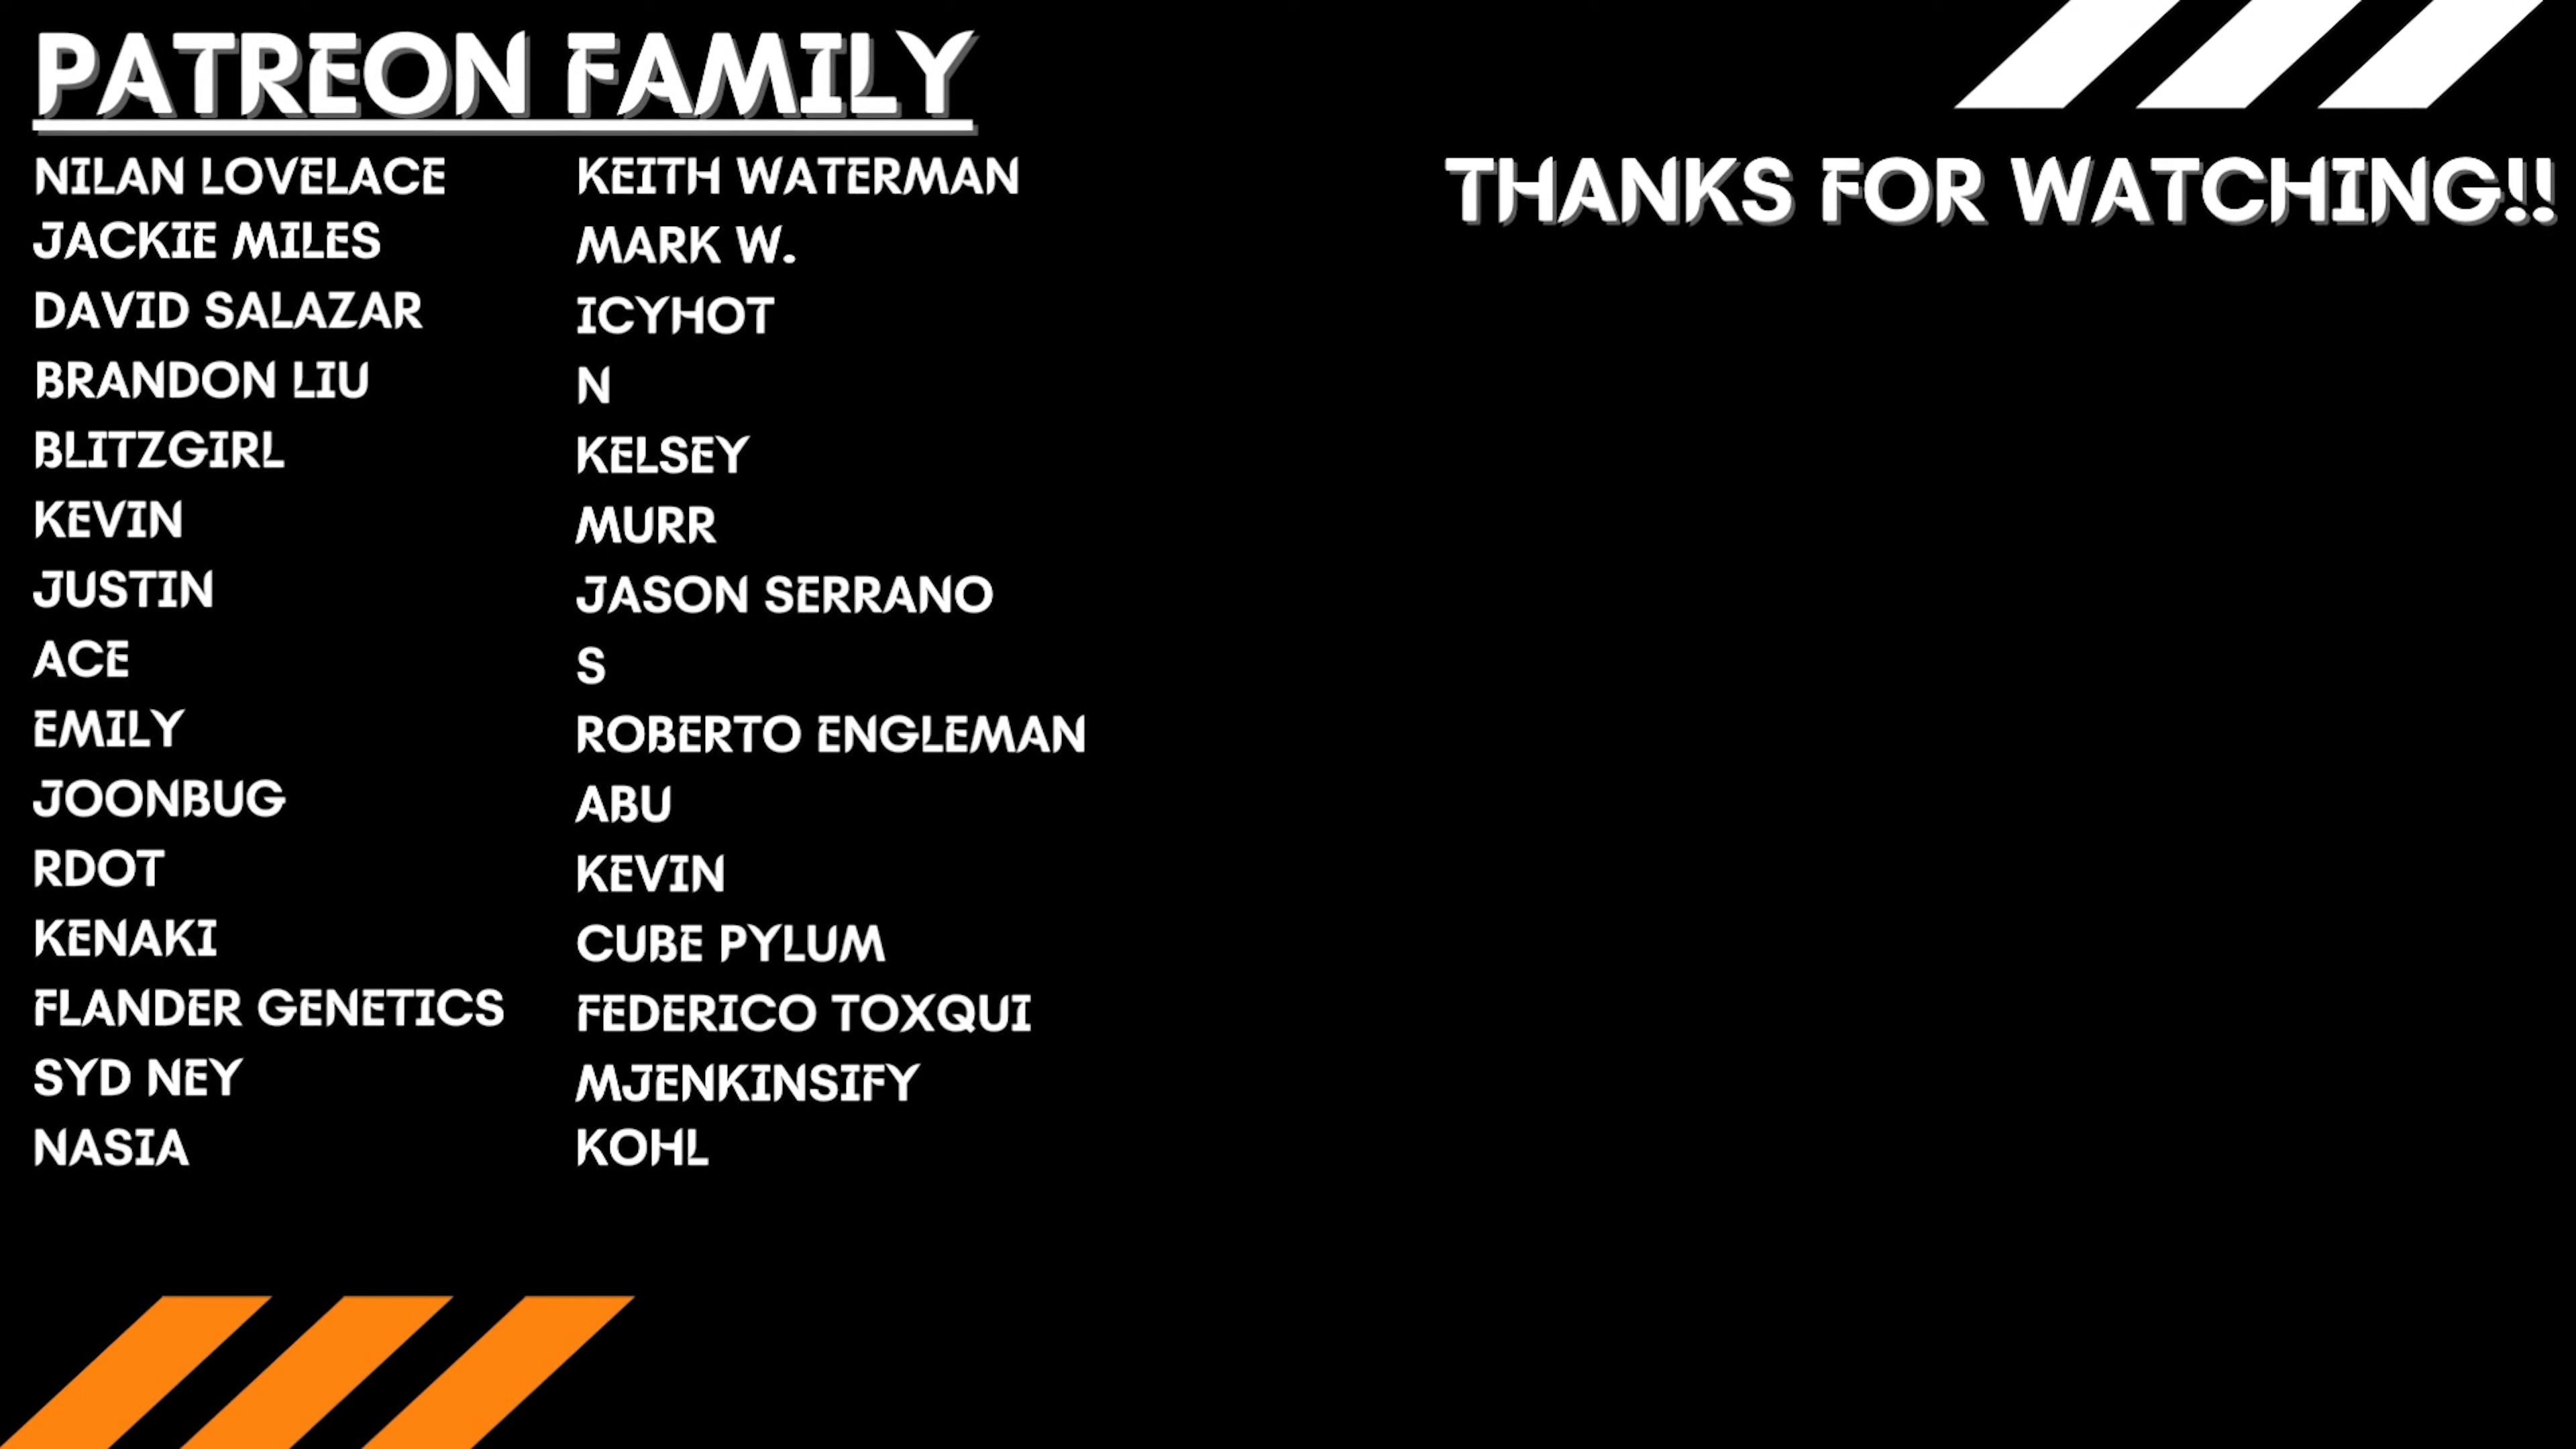 PATREON FAMILY
NILAN LOVELACE
JACKIE MILES
DAVID SALAZAR
BRANDON LIU
BLITZGIRL
KEVIN
JUSTIN
ACE
EMILY
JOONBUG
RDOT
KENAKI
FLANDER GENETICS
SYD NEY
NASIA
KEITH WATERMAN
MARK W.
ICYHOT
N
KELSEY
MURR
JASON SERRANO
S
ROBERTO ENGLEMAN
ABU
KEVIN
CUBE PYLUM
FEDERICO TOXQUI
MJENKINSIFY
KOHL
THANKS FOR WATCHING!!